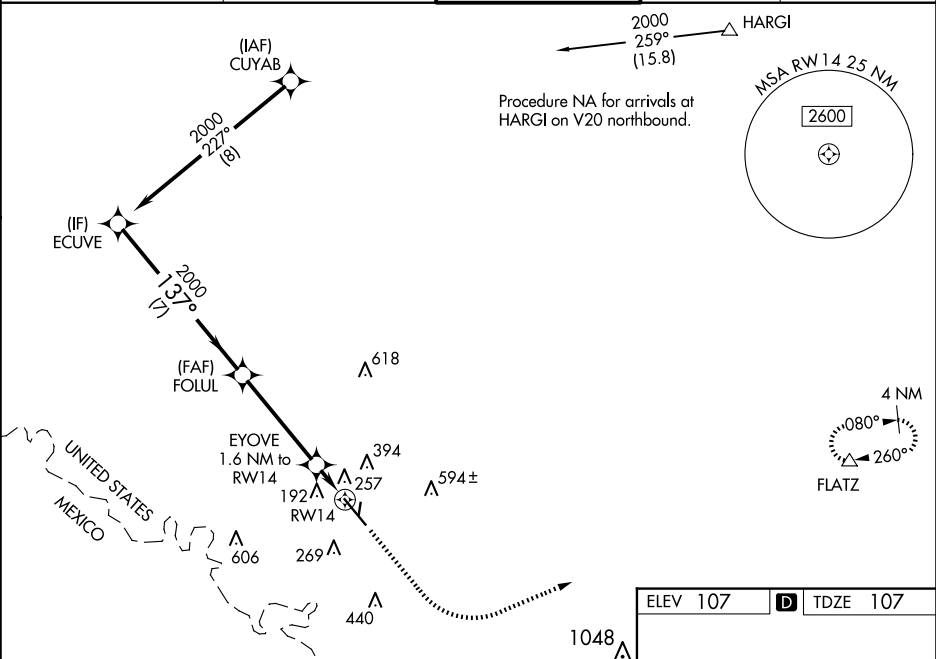 (IAF)
CUYAB
2000
227°
(8)
2000
259°
(15.8)
HARGI
Procedure NA for arrivals at
HARGI on V20 northbound.
MSA RW14 25 NM
2600
(IF)
ECUVE
2000
137°
(7)
(FAF)
FOLUL
618
EYOVE
1.6 NM to
RW14
394
257
594±
192
RW14
4 NM
080°
260°
FLATZ
UNITED STATES
MEXICO
606
269
440
1048
ELEV 107
D
TDZE 107